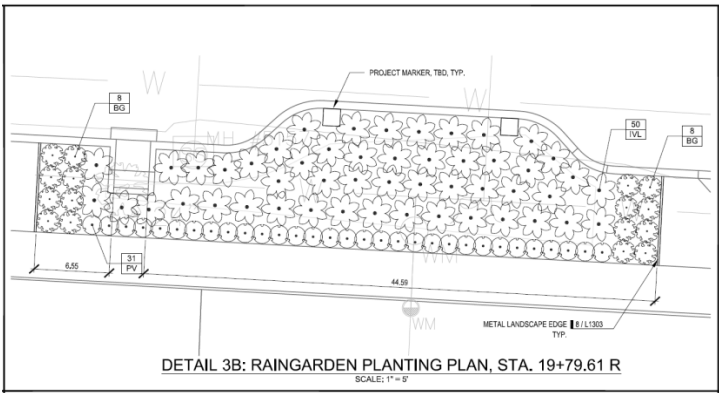 PROJECT MARKER, TBD, TYP.
W
W
8
BG
MH
50
IVL
8
BG
31
PV
6.55
44.59
WM
WM
METAL LANDSCAPE EDGE 8 / L1303
TYP.
DETAIL 3B: RAINGARDEN PLANTING PLAN, STA. 19+79.61 R
SCALE: 1" = 5'